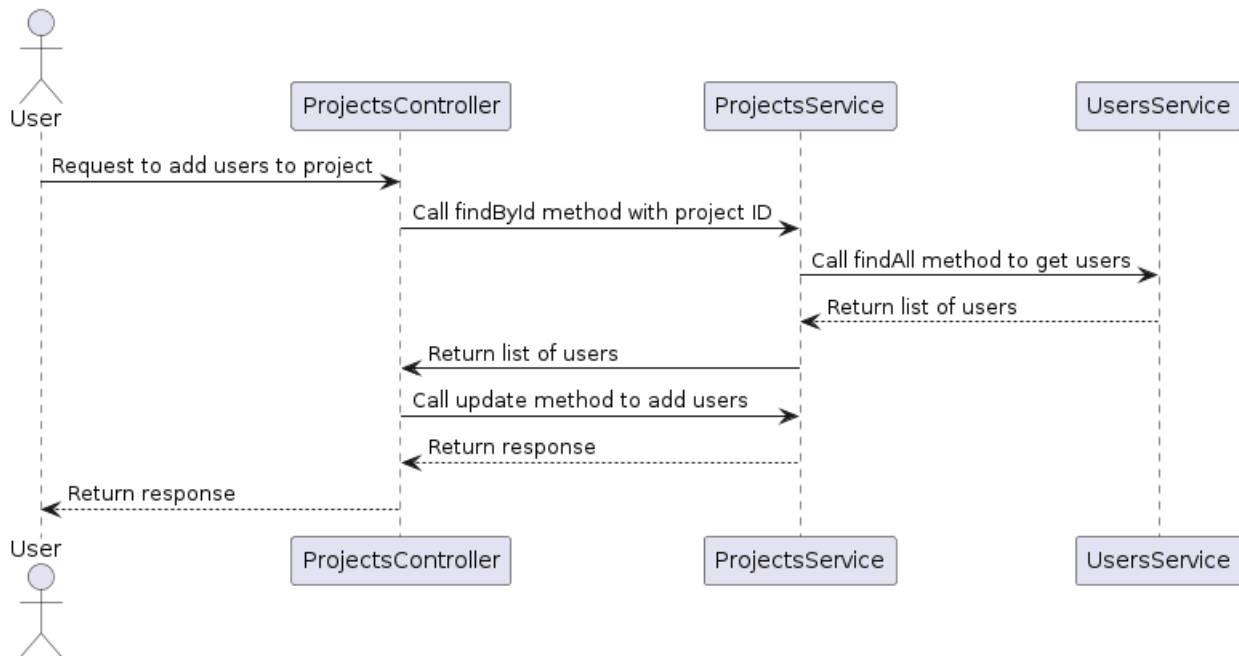 User
ProjectsController
ProjectsService
UsersService
Request to add users to project
Call findById method with project ID
Call findAll method to get users
Return list of users
Return list of users
Call update method to add users
Return response
Return response
User
ProjectsController
ProjectsService
UsersService